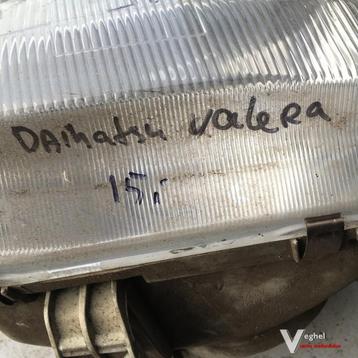 DAihatsu valeRa
15,-
Veghel